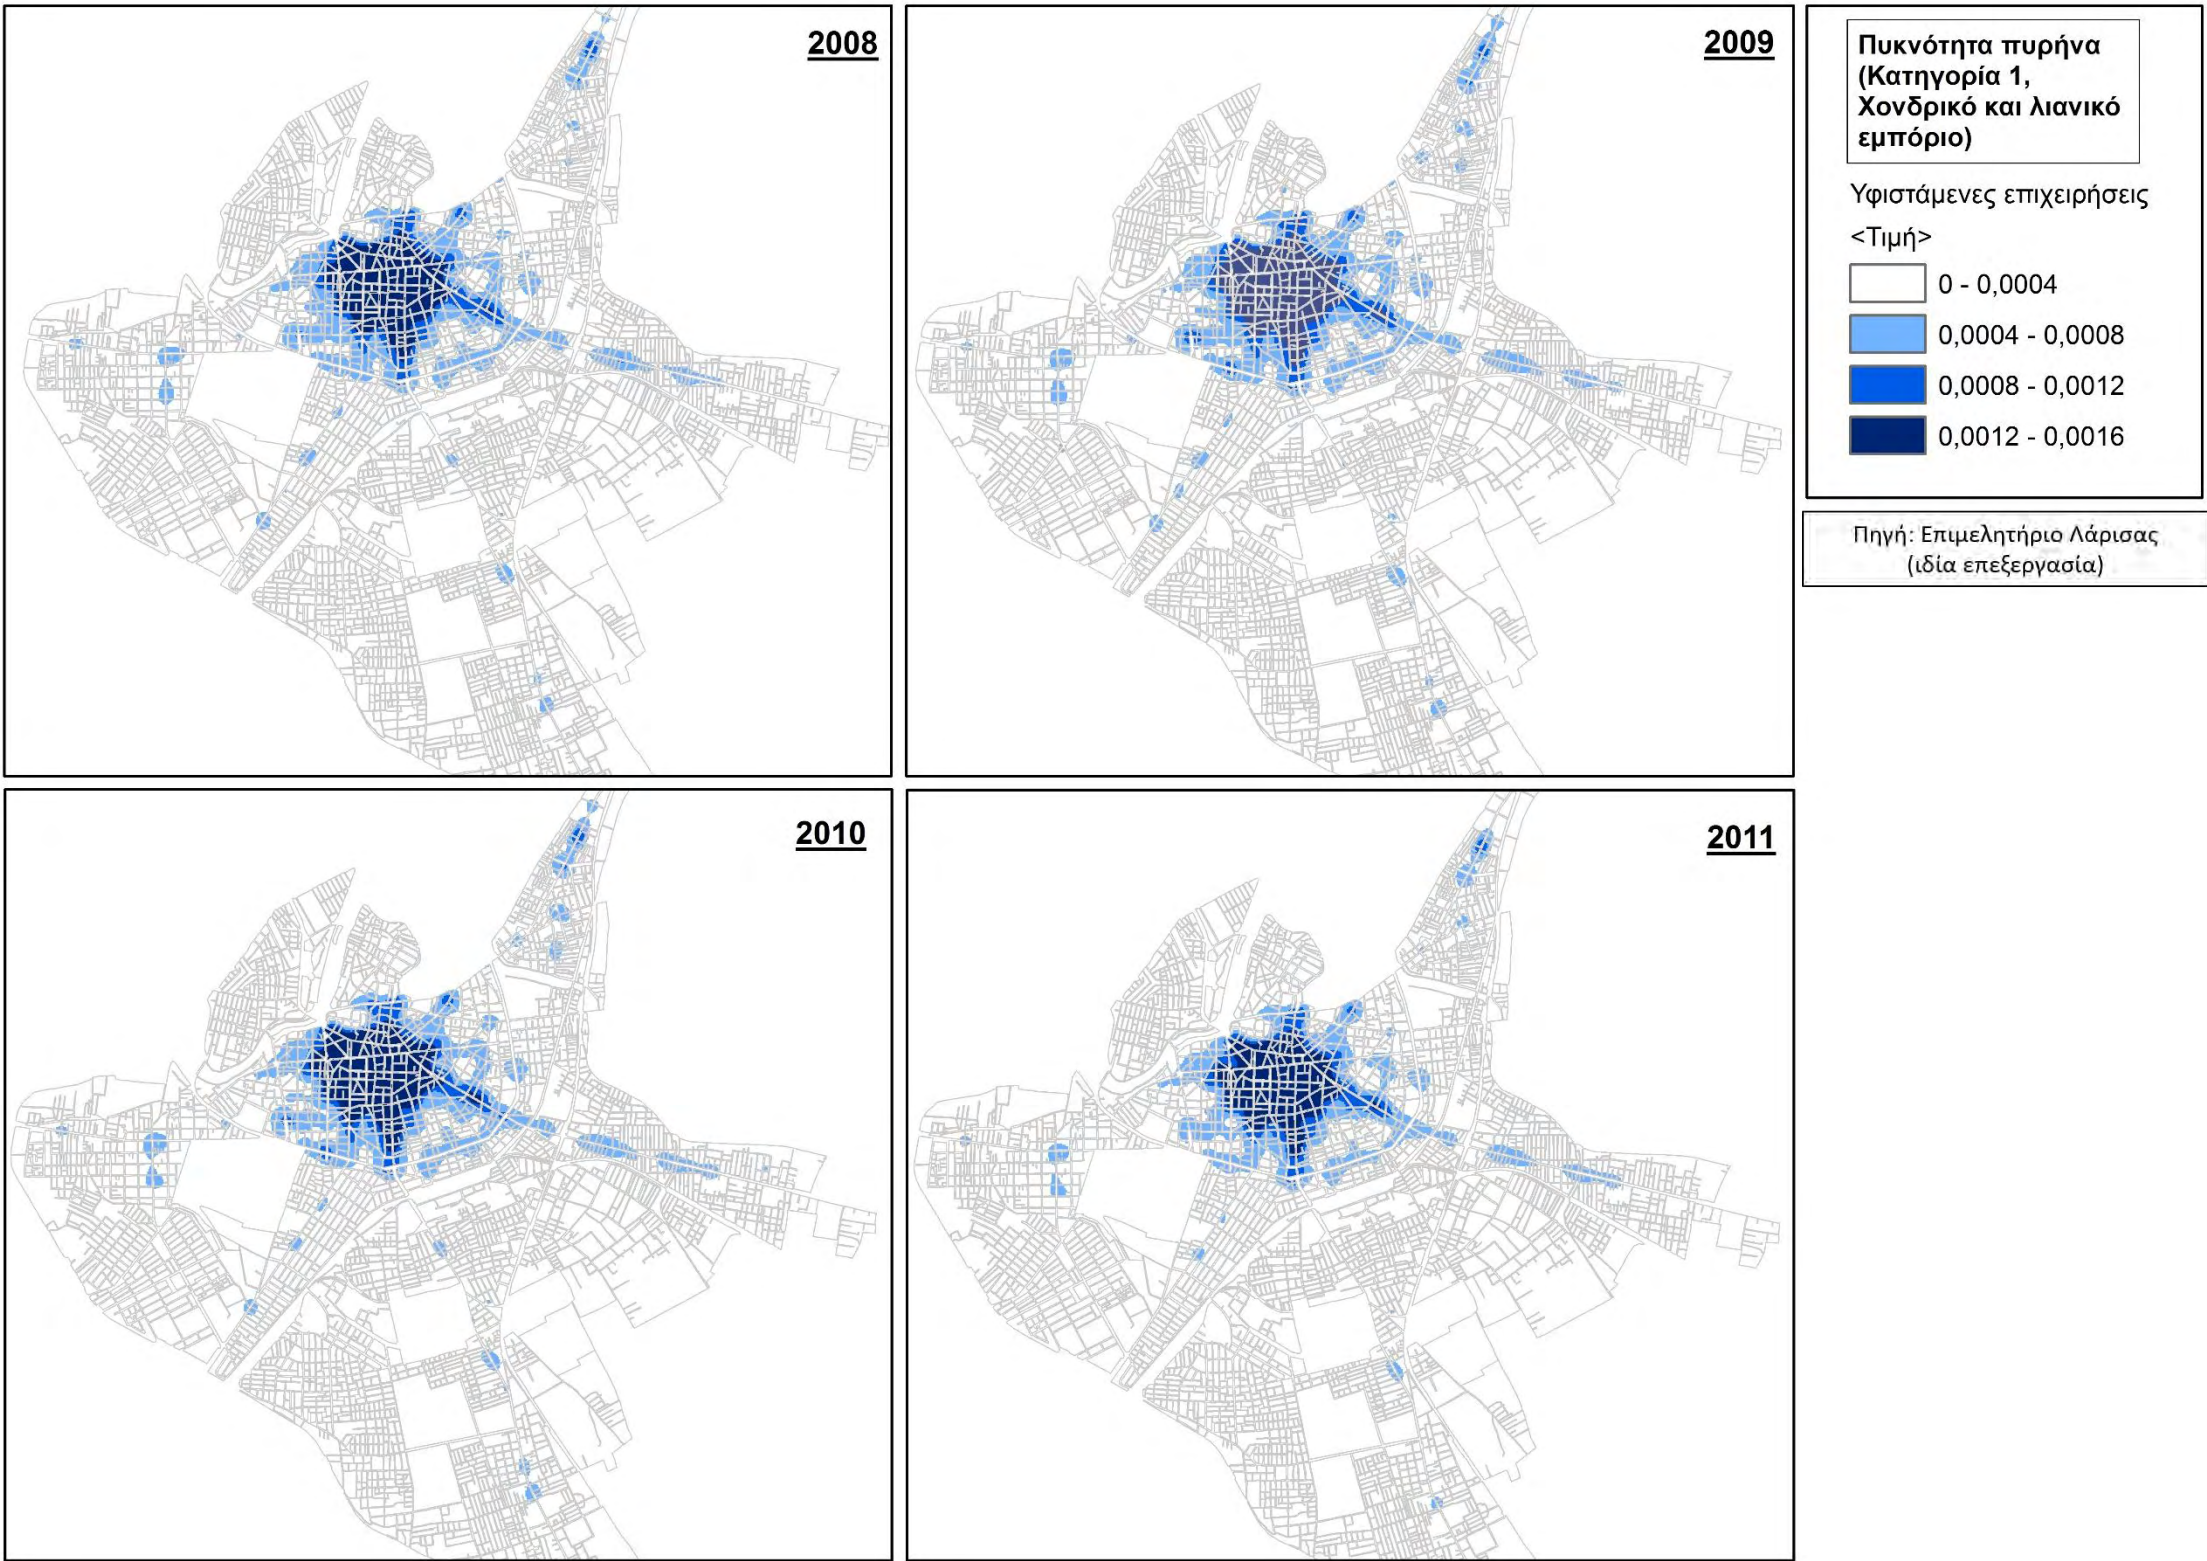 2008
2009
Πυκνότητα πυρήνα
(Κατηγορία 1,
Χονδρικό και λιανικό
εμπόριο)
Υφιστάμενες επιχειρήσεις
<Τιμή>
0 - 0,0004
0,0004 - 0,0008
0,0008 - 0,0012
0,0012 - 0,0016
Πηγή: Επιμελητήριο Λάρισας
(ιδία επεξεργασία)
2010
2011